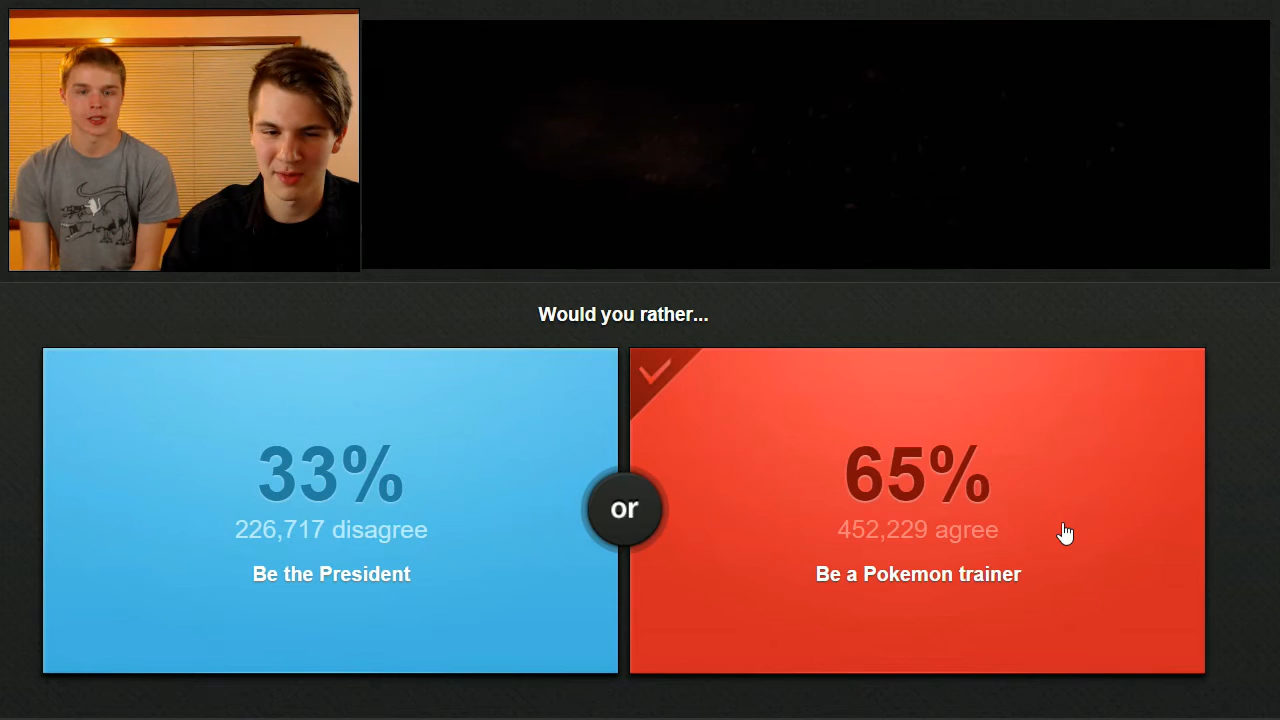 Would you rather...
33%
226,717 disagree
Be the President
or
65%
452,229 agree
Be a Pokemon trainer